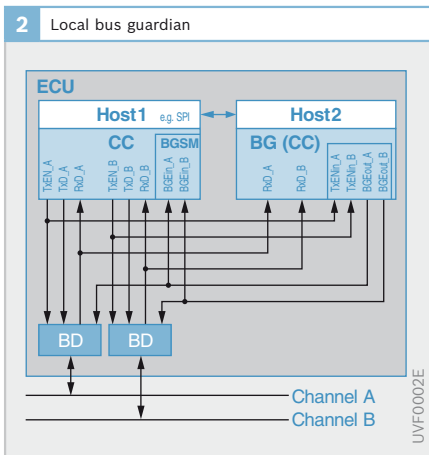 2 Local bus guardian
ECU
Host1 e.g. SPI
Host2
CC
BGSM
BG (CC)
TxEN_A
TxD_A
RxD_A
TxEN_B
TxD_B
RxD_B
BGEin_A
BGEin_B
RxD_A
RxD_B
TxENin_A
TxENin_B
BGEout_A
BGEout_B
BD
BD
Channel A
Channel B
UVF0002E